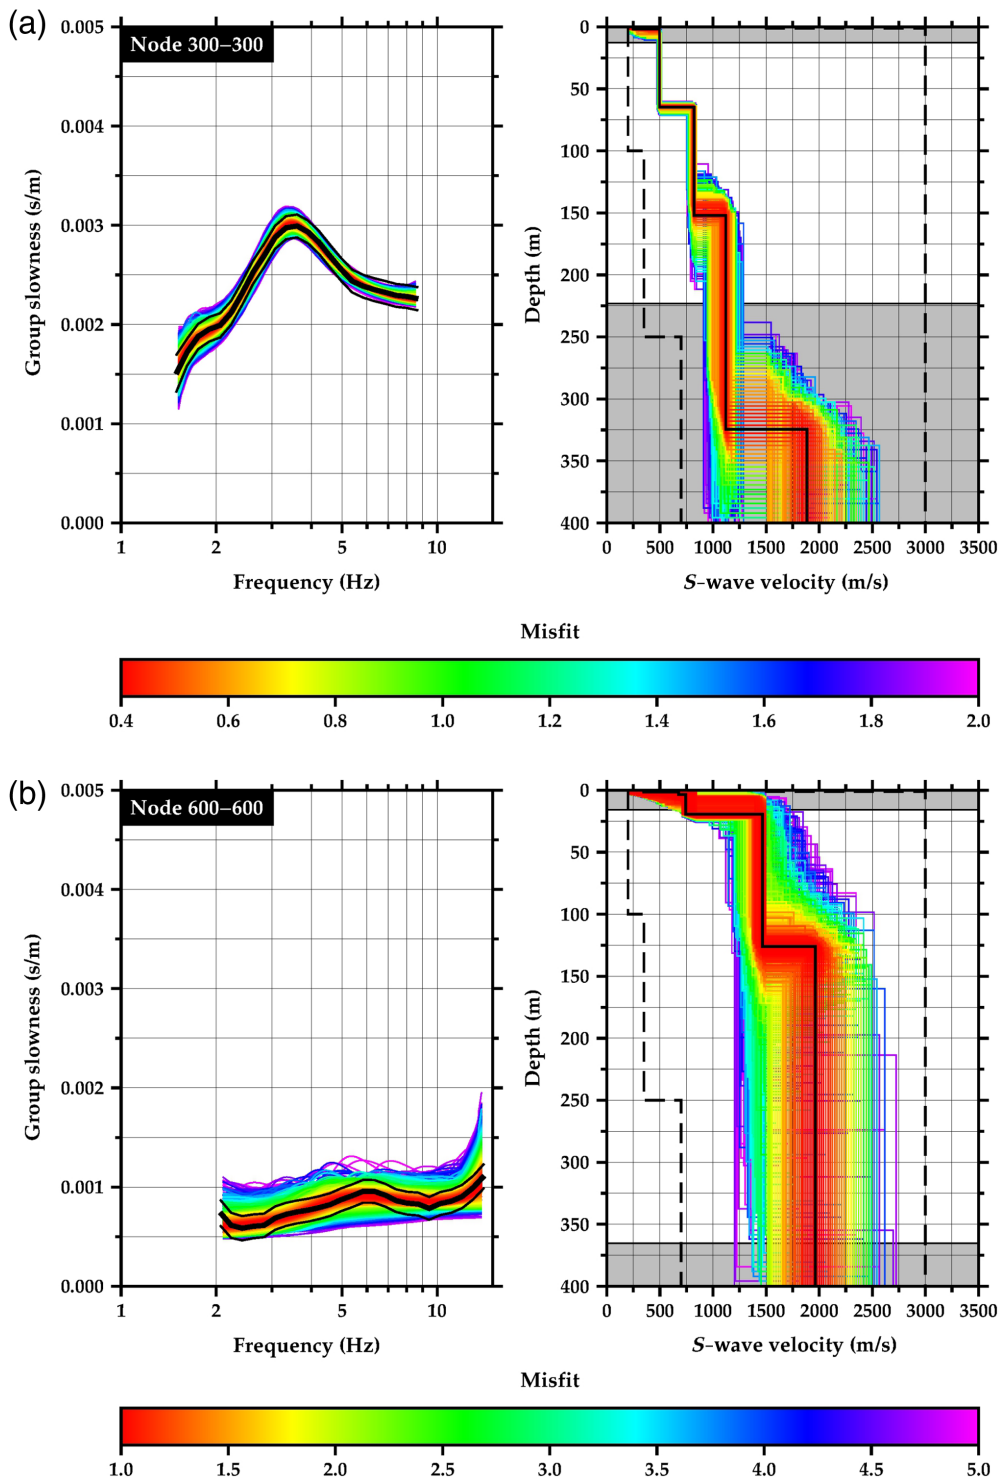 (a)
Node 300–300
0.005
0.004
0.003
0.002
0.001
0.000
Group slowness (s/m)
1 2 5 10
Frequency (Hz)
0
50
100
150
200
250
300
350
400
Depth (m)
0 500 1000 1500 2000 2500 3000 3500
S-wave velocity (m/s)
Misfit
0.4 0.6 0.8 1.0 1.2 1.4 1.6 1.8 2.0
(b)
Node 600–600
0.005
0.004
0.003
0.002
0.001
0.000
Group slowness (s/m)
1 2 5 10
Frequency (Hz)
0
50
100
150
200
250
300
350
400
Depth (m)
0 500 1000 1500 2000 2500 3000 3500
S-wave velocity (m/s)
Misfit
1.0 1.5 2.0 2.5 3.0 3.5 4.0 4.5 5.0